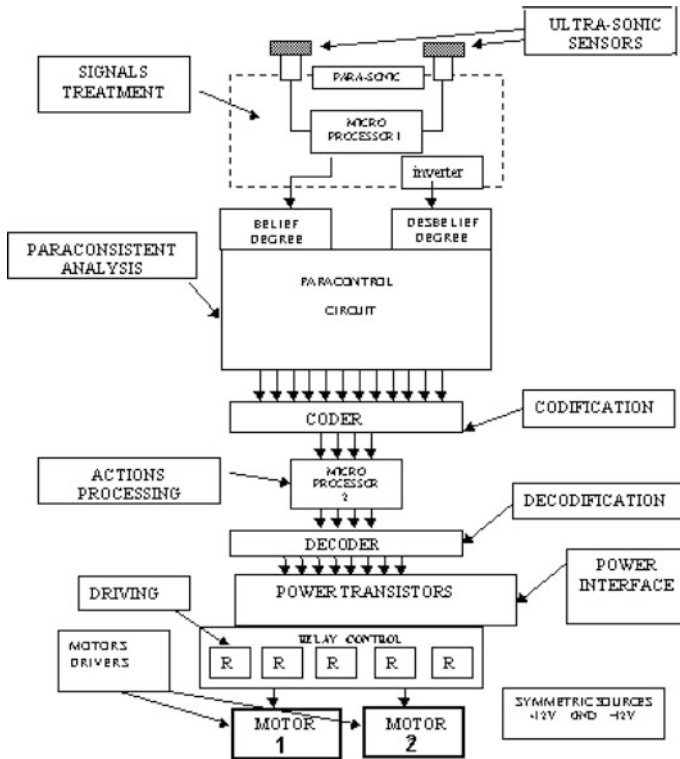 ULTRA-SONIC
SENSORS
SIGNALS
TREATMENT
PARA-SONIC
MICRO
PROCESSOR 1
inverter
BELIEF
DEGREE
DESBELIEF
DEGREE
PARACONSISTENT
ANALYSIS
PARACONTROL
CIRCUIT
CODER
CODIFICATION
ACTIONS
PROCESSING
MICRO
PROCESSOR
2
DECODIFICATION
DECODER
POWER
INTERFACE
DRIVING
POWER TRANSISTORS
RELAY CONTROL
R R R R R
MOTORS
DRIVERS
MOTOR
1
MOTOR
2
SYMMETRIC SOURCES
+12V GND -12V